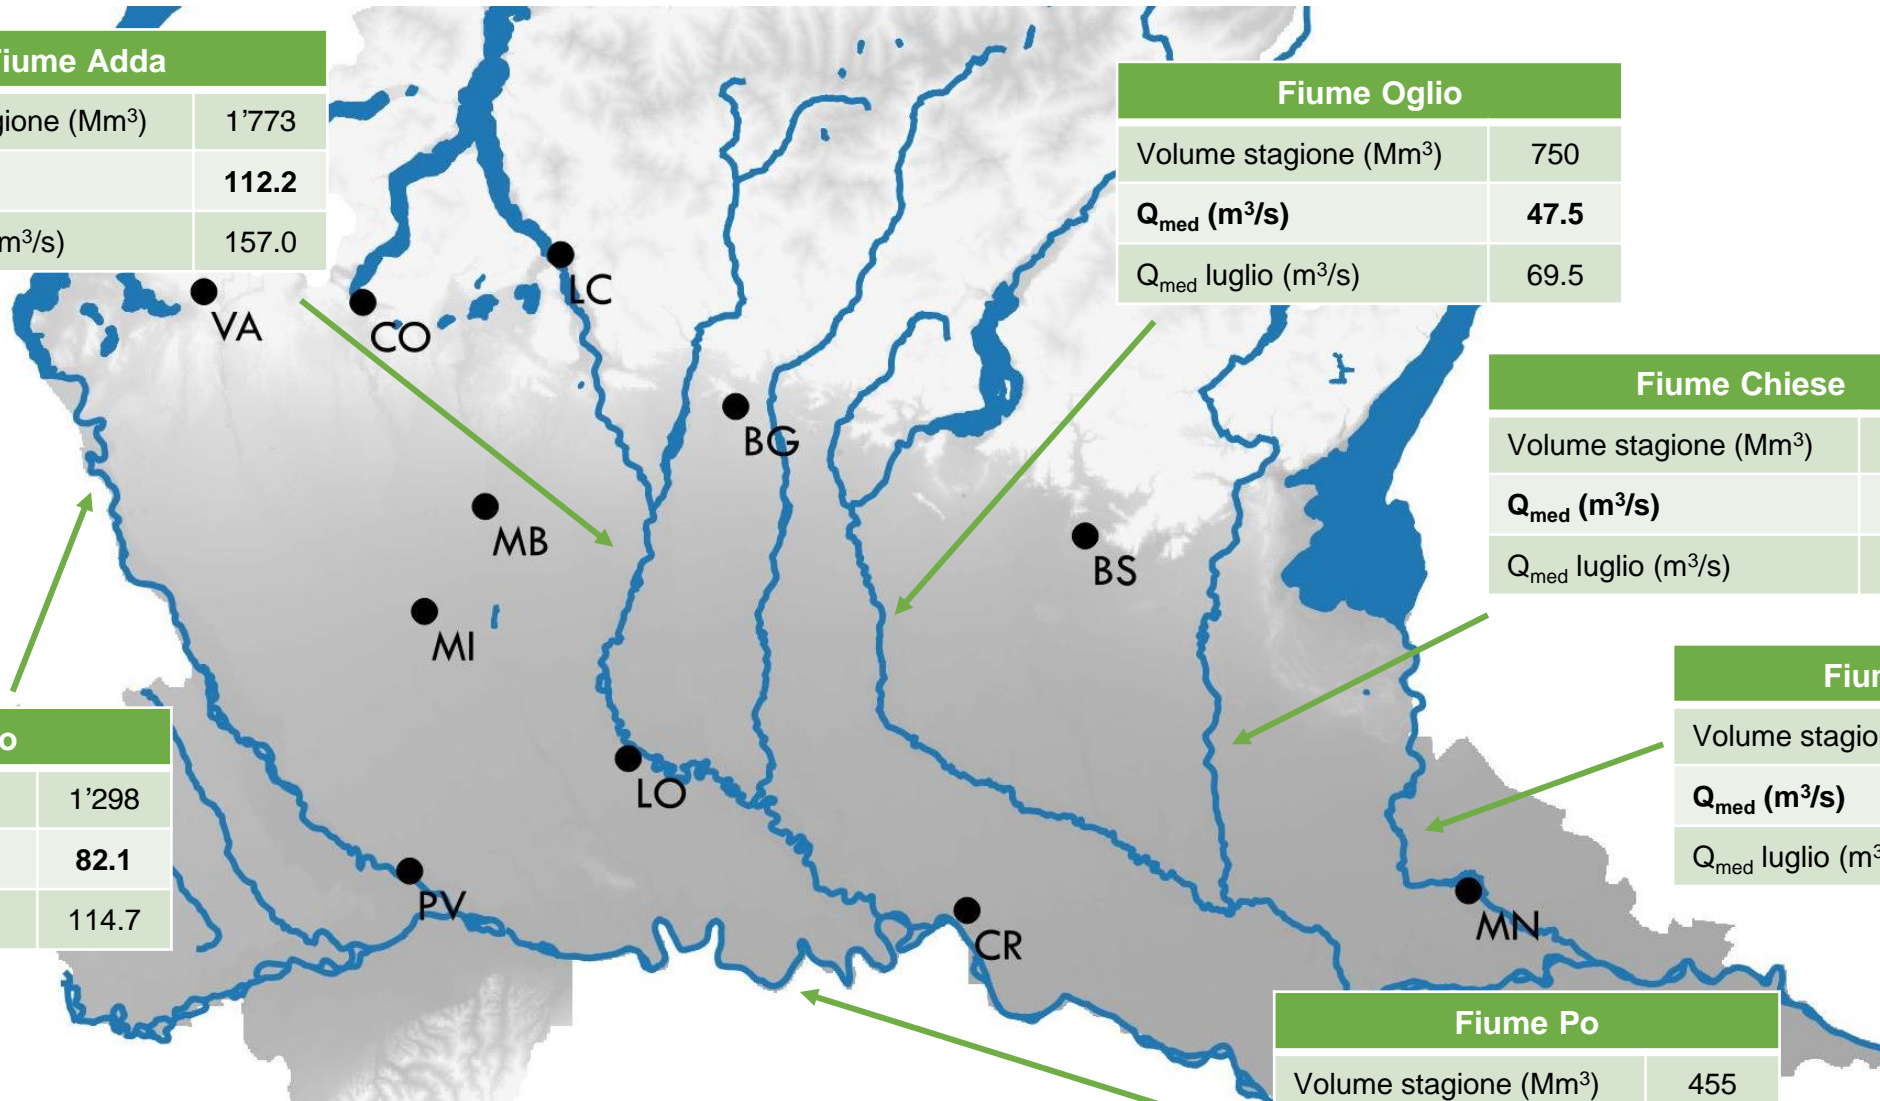 Fiume Adda
gione (Mm³) 1’773
112.2
m³/s) 157.0
Fiume Oglio
Volume stagione (Mm³) 750
Qmed (m³/s) 47.5
Qmed luglio (m³/s) 69.5
LC
VA
CO
Fiume Chiese
Volume stagione (Mm³)
Qmed (m³/s)
Qmed luglio (m³/s)
BG
MB
BS
MI
Fiu
Volume stagio
Qmed (m³/s)
Qmed luglio (m³
o
1’298
82.1
114.7
LO
PV
CR
MN
Fiume Po
Volume stagione (Mm³) 455